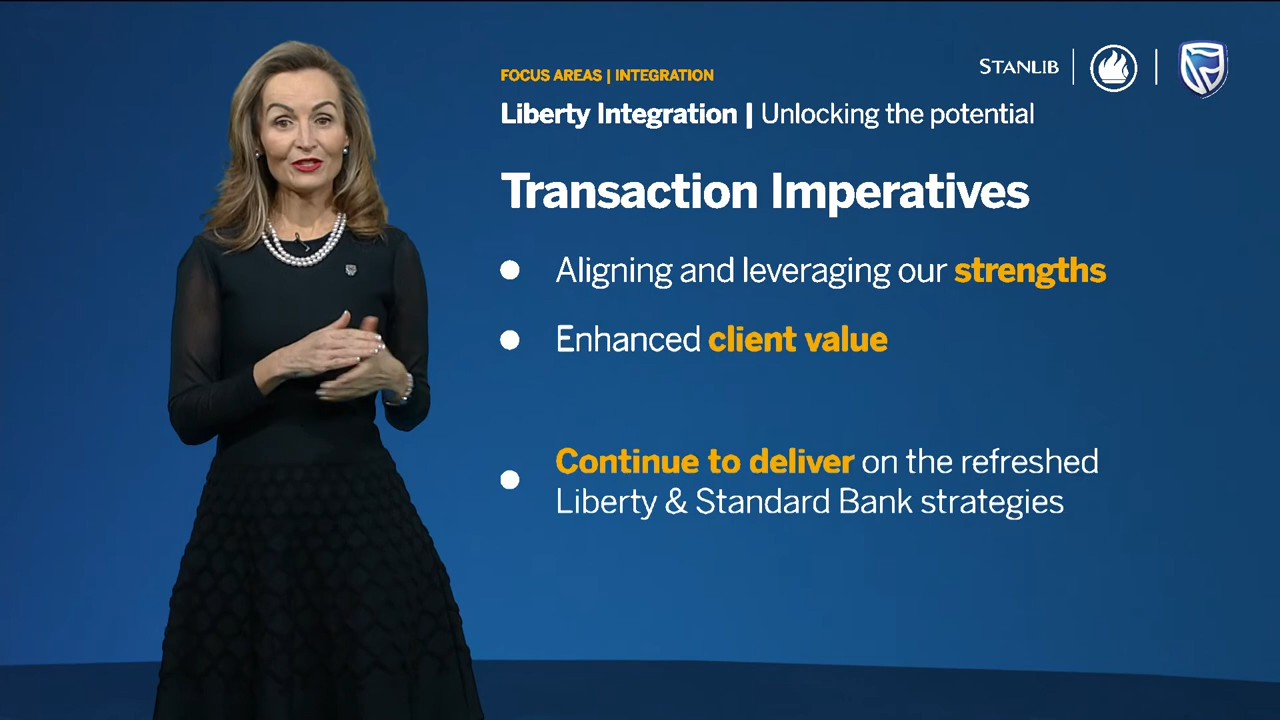 FOCUS AREAS | INTEGRATION
STANLIB
Liberty Integration | Unlocking the potential
Transaction Imperatives
Aligning and leveraging our strengths
Enhanced client value
Continue to deliver on the refreshed
Liberty & Standard Bank strategies